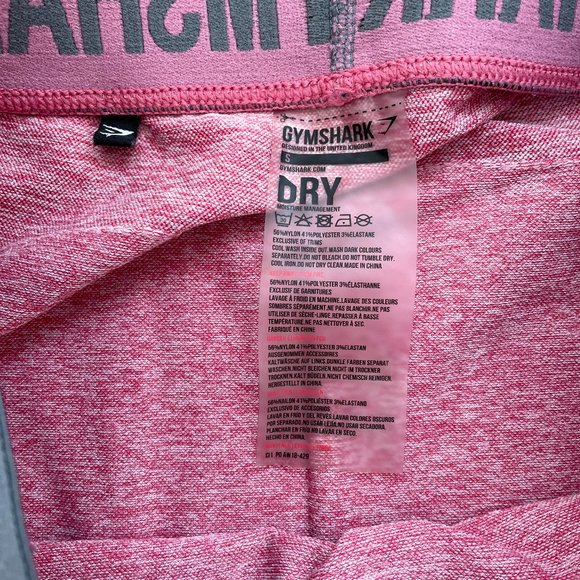 GYMSHARK
DESIGNED IN THE UNITED KINGDOM
S
GYMSHARK.COM
DRY
MOISTURE MANAGEMENT
30
56%NYLON 41%POLYESTER 3%ELASTANE
EXCLUSIVE OF TRIMS
COOL WASH INSIDE OUT.WASH DARK COLOURS
SEPARATELY.DO NOT BLEACH.DO NOT TUMBLE DRY.
COOL IRON.DO NOT DRY CLEAN.MADE IN CHINA
56%NYLON 41%POLYESTER 3%ELASTHANNE
EXCLUSIF DE GARNITURES
LAVAGE À FROID EN MACHINE.LAVAGE DES COULEURS
SOMBRES SÉPARÉMENT.NE PAS BLANCHIR.NE PAS
UTILISER DE SÈCHE-LINGE.REPASSER À BASSE
TEMPÉRATURE.NE PAS NETTOYER À SEC.
FABRIQUÉ EN CHINE
56%NYLON 41%POLYESTER 3%ELASTAN
AUSGENOMMEN ACCESSOIRES
KALTWÄSCHE AUF LINKS.DUNKLE FARBEN SEPARAT
WASCHEN.NICHT BLEICHEN.NICHT IM TROCKNER
TROCKNEN.KALT BÜGELN.NICHT CHEMISCH REINIGEN.
HERGESTELLT IN CHINA
56%NYLON 41%POLIÉSTER 3%ELASTANO
EXCLUSIVO DE ACCESORIOS
LAVAR EN FRÍO Y DEL REVÉS.LAVAR COLORES OSCUROS
POR SEPARADO.NO USAR LEJÍA.NO USAR SECADORA.
PLANCHAR EN FRÍO.NO LAVAR EN SECO.
HECHO EN CHINA